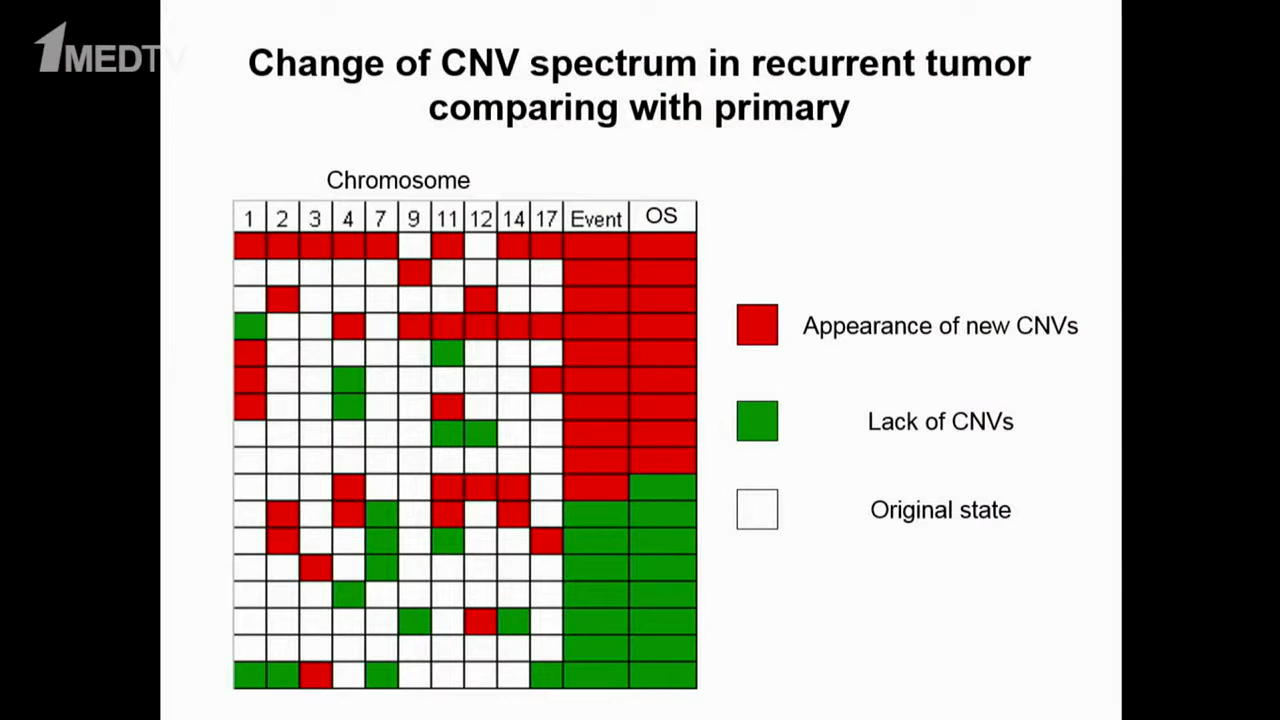 1MEDTV
Change of CNV spectrum in recurrent tumor
comparing with primary
Chromosome
1 2 3 4 7 9 11 12 14 17 Event OS
Appearance of new CNVs
Lack of CNVs
Original state